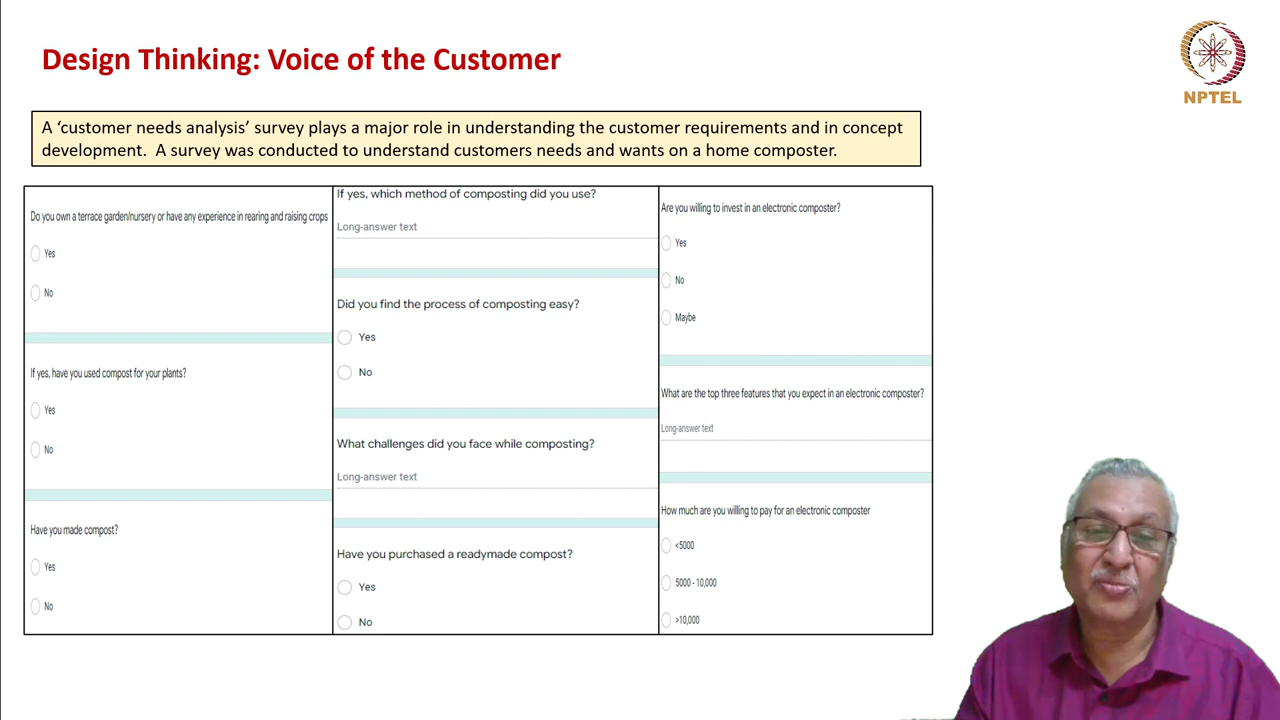 Design Thinking: Voice of the Customer
NPTEL
A ‘customer needs analysis’ survey plays a major role in understanding the customer requirements and in concept
development. A survey was conducted to understand customers needs and wants on a home composter.
Do you own a terrace garden/nursery or have any experience in rearing and raising crops
Yes
No
If yes, have you used compost for your plants?
Yes
No
Have you made compost?
Yes
No
If yes, which method of composting did you use?
Long-answer text
Did you find the process of composting easy?
Yes
No
What challenges did you face while composting?
Long-answer text
Have you purchased a readymade compost?
Yes
No
Are you willing to invest in an electronic composter?
Yes
No
Maybe
What are the top three features that you expect in an electronic composter?
Long-answer text
How much are you willing to pay for an electronic composter
<5000
5000 - 10,000
>10,000